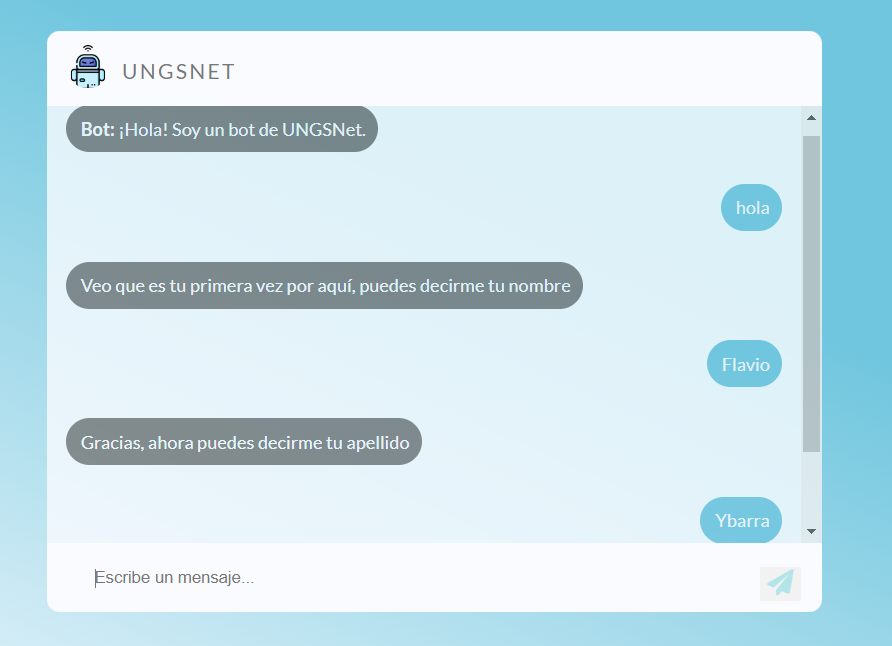 UNGSNET
Bot: ¡Hola! Soy un bot de UNGSNet.
hola
Veo que es tu primera vez por aquí, puedes decirme tu nombre
Flavio
Gracias, ahora puedes decirme tu apellido
Ybarra
Escribe un mensaje...